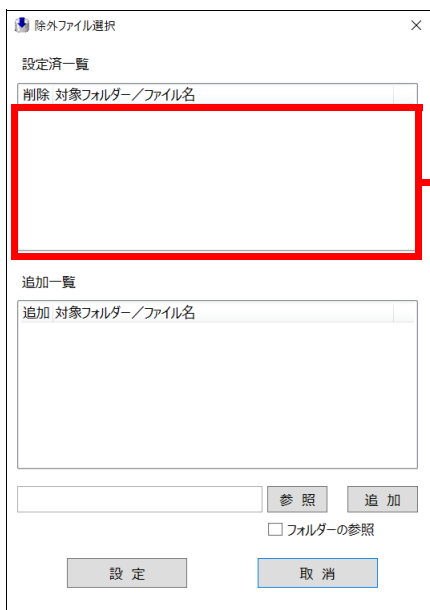 除外ファイル選択
設定済一覧
削除 対象フォルダー／ファイル名
追加一覧
追加 対象フォルダー／ファイル名
参 照 追 加
フォルダーの参照
設 定 取 消